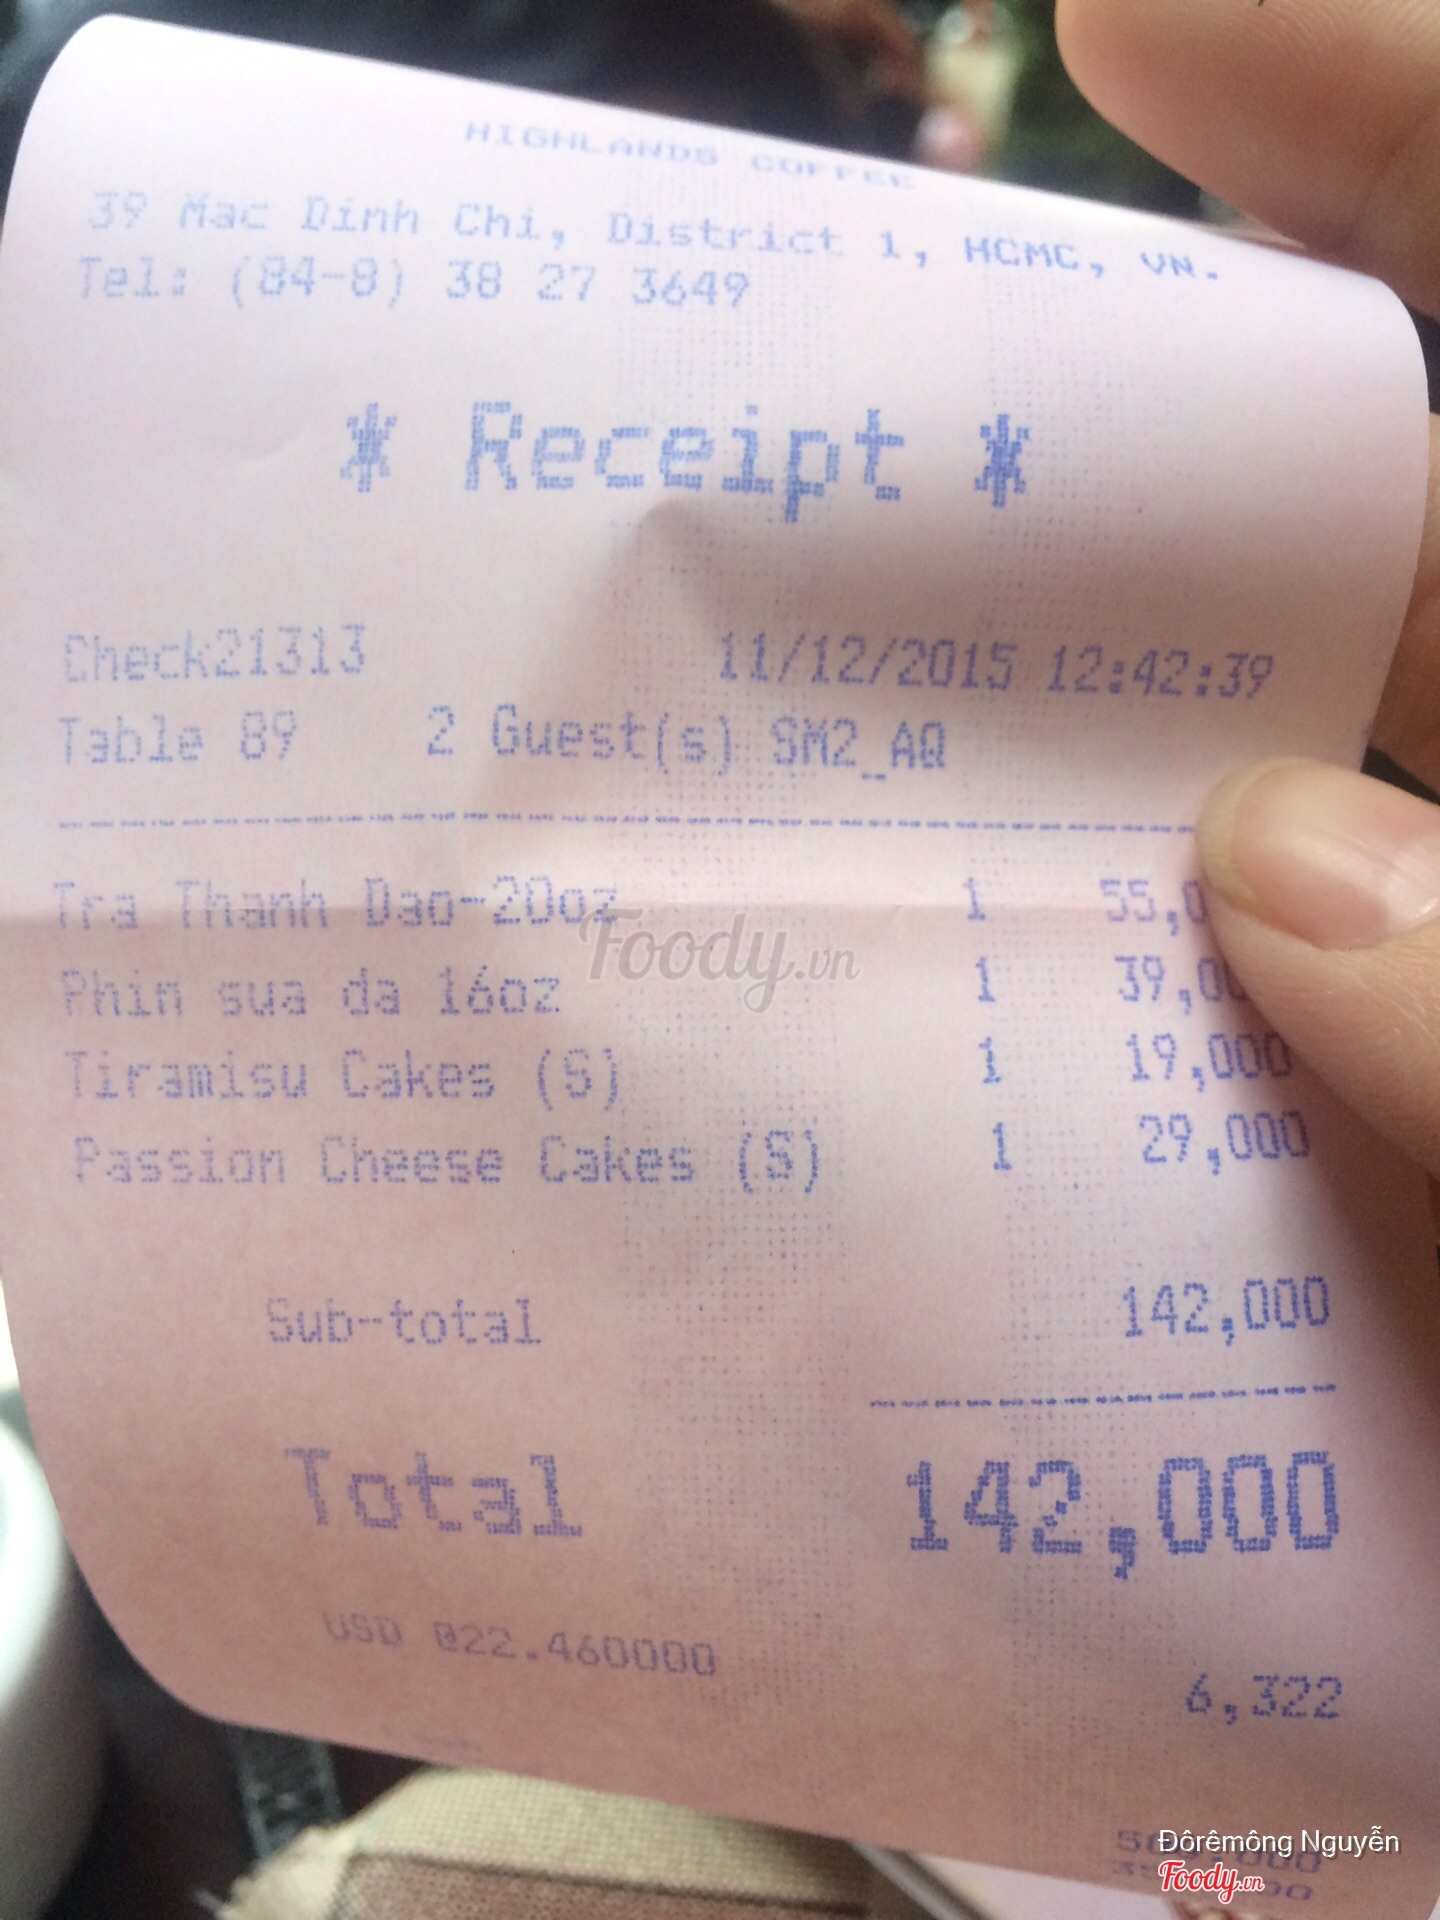 HIGHLANDS COFFEE
39 Mac Dinh Chi, District 1, HCMC, VN.
Tel: (84-8) 38 27 3649
* Receipt *
Check21313 11/12/2015 12:42:39
Table 89 2 Guest(s) SM2_AQ
Tra Thanh Dao-20oz 1 55,0
Phin sua da 16oz 1 39,00
Tiramisu Cakes (S) 1 19,000
Passion Cheese Cakes (S) 1 29,000
Foody.vn
Sub-total 142,000
Total 142,000
USD @22.460000 6,322
Đôrêmông Nguyễn
Foody.vn